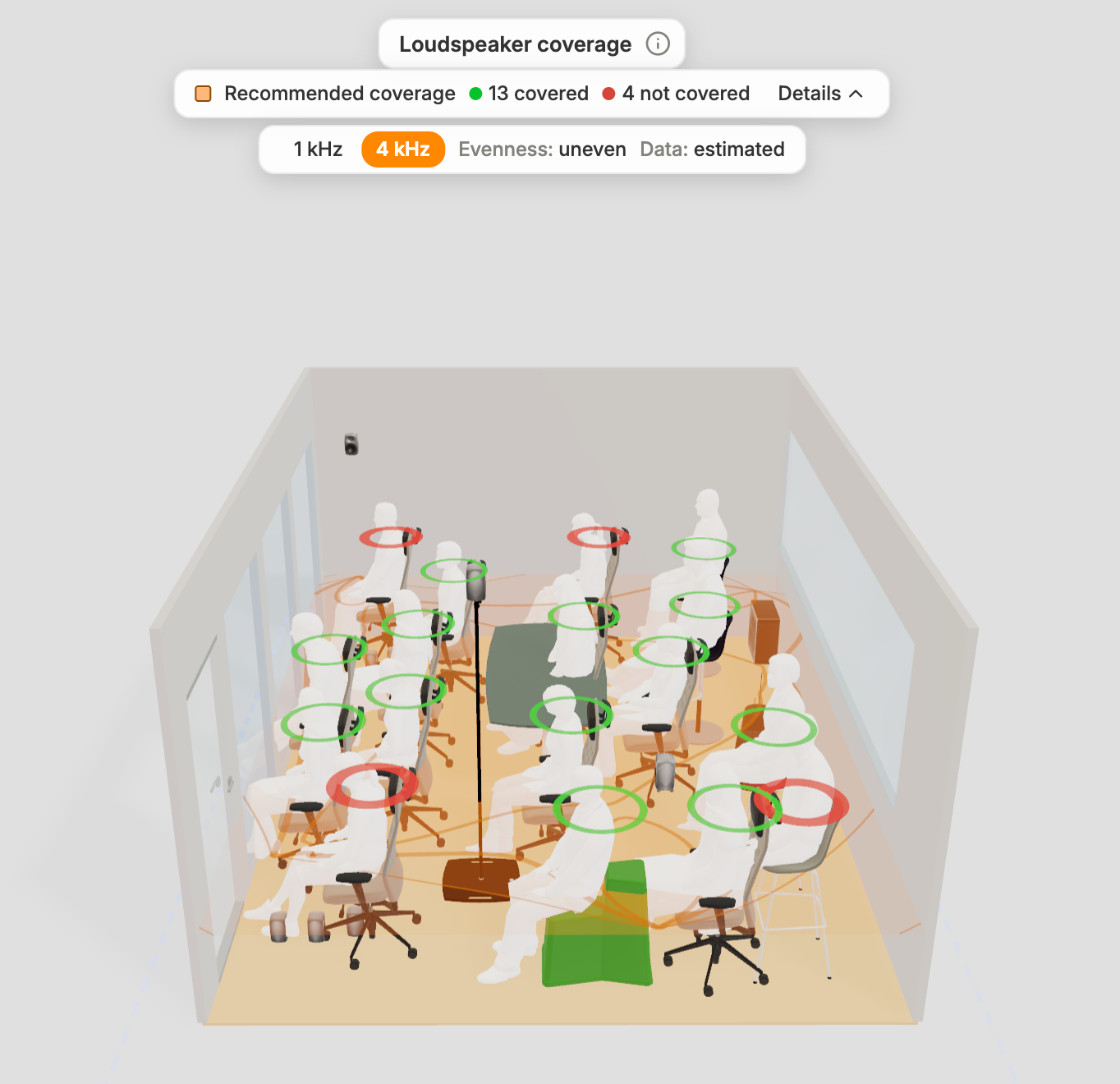 Loudspeaker coverage
Recommended coverage 13 covered 4 not covered Details
1 kHz 4 kHz Evenness: uneven Data: estimated